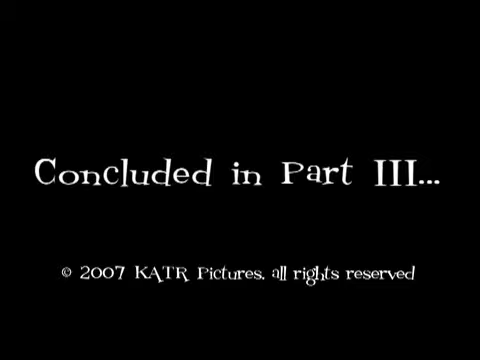 Concluded in Part III...
© 2007 KATR Pictures, all rights reserved